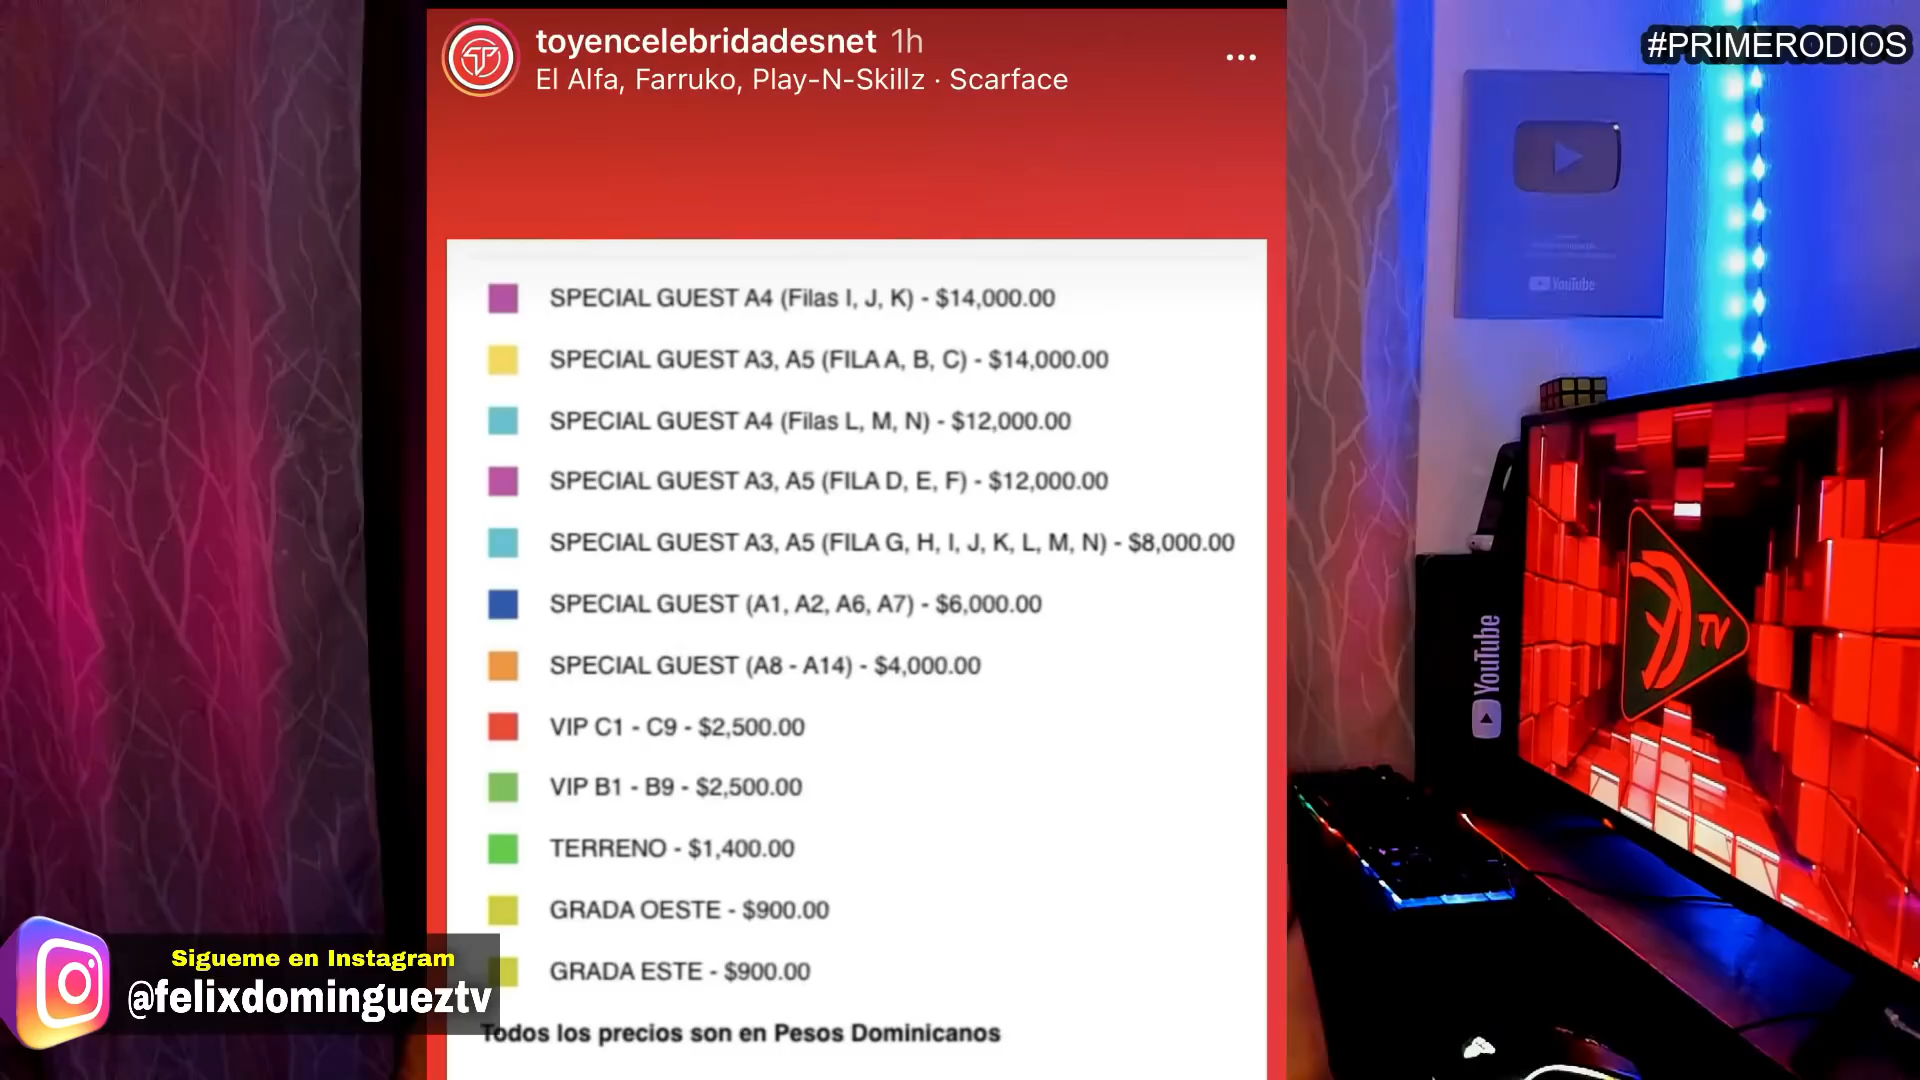 toyencelebridadesnet 1h
El Alfa, Farruko, Play-N-Skillz · Scarface
#PRIMERODIOS
SPECIAL GUEST A4 (Filas I, J, K) - $14,000.00
SPECIAL GUEST A3, A5 (FILA A, B, C) - $14,000.00
SPECIAL GUEST A4 (Filas L, M, N) - $12,000.00
SPECIAL GUEST A3, A5 (FILA D, E, F) - $12,000.00
SPECIAL GUEST A3, A5 (FILA G, H, I, J, K, L, M, N) - $8,000.00
SPECIAL GUEST (A1, A2, A6, A7) - $6,000.00
SPECIAL GUEST (A8 - A14) - $4,000.00
VIP C1 - C9 - $2,500.00
VIP B1 - B9 - $2,500.00
TERRENO - $1,400.00
GRADA OESTE - $900.00
GRADA ESTE - $900.00
Todos los precios son en Pesos Dominicanos
Sigueme en Instagram
@felixdomingueztv
YouTube
YouTube
TV